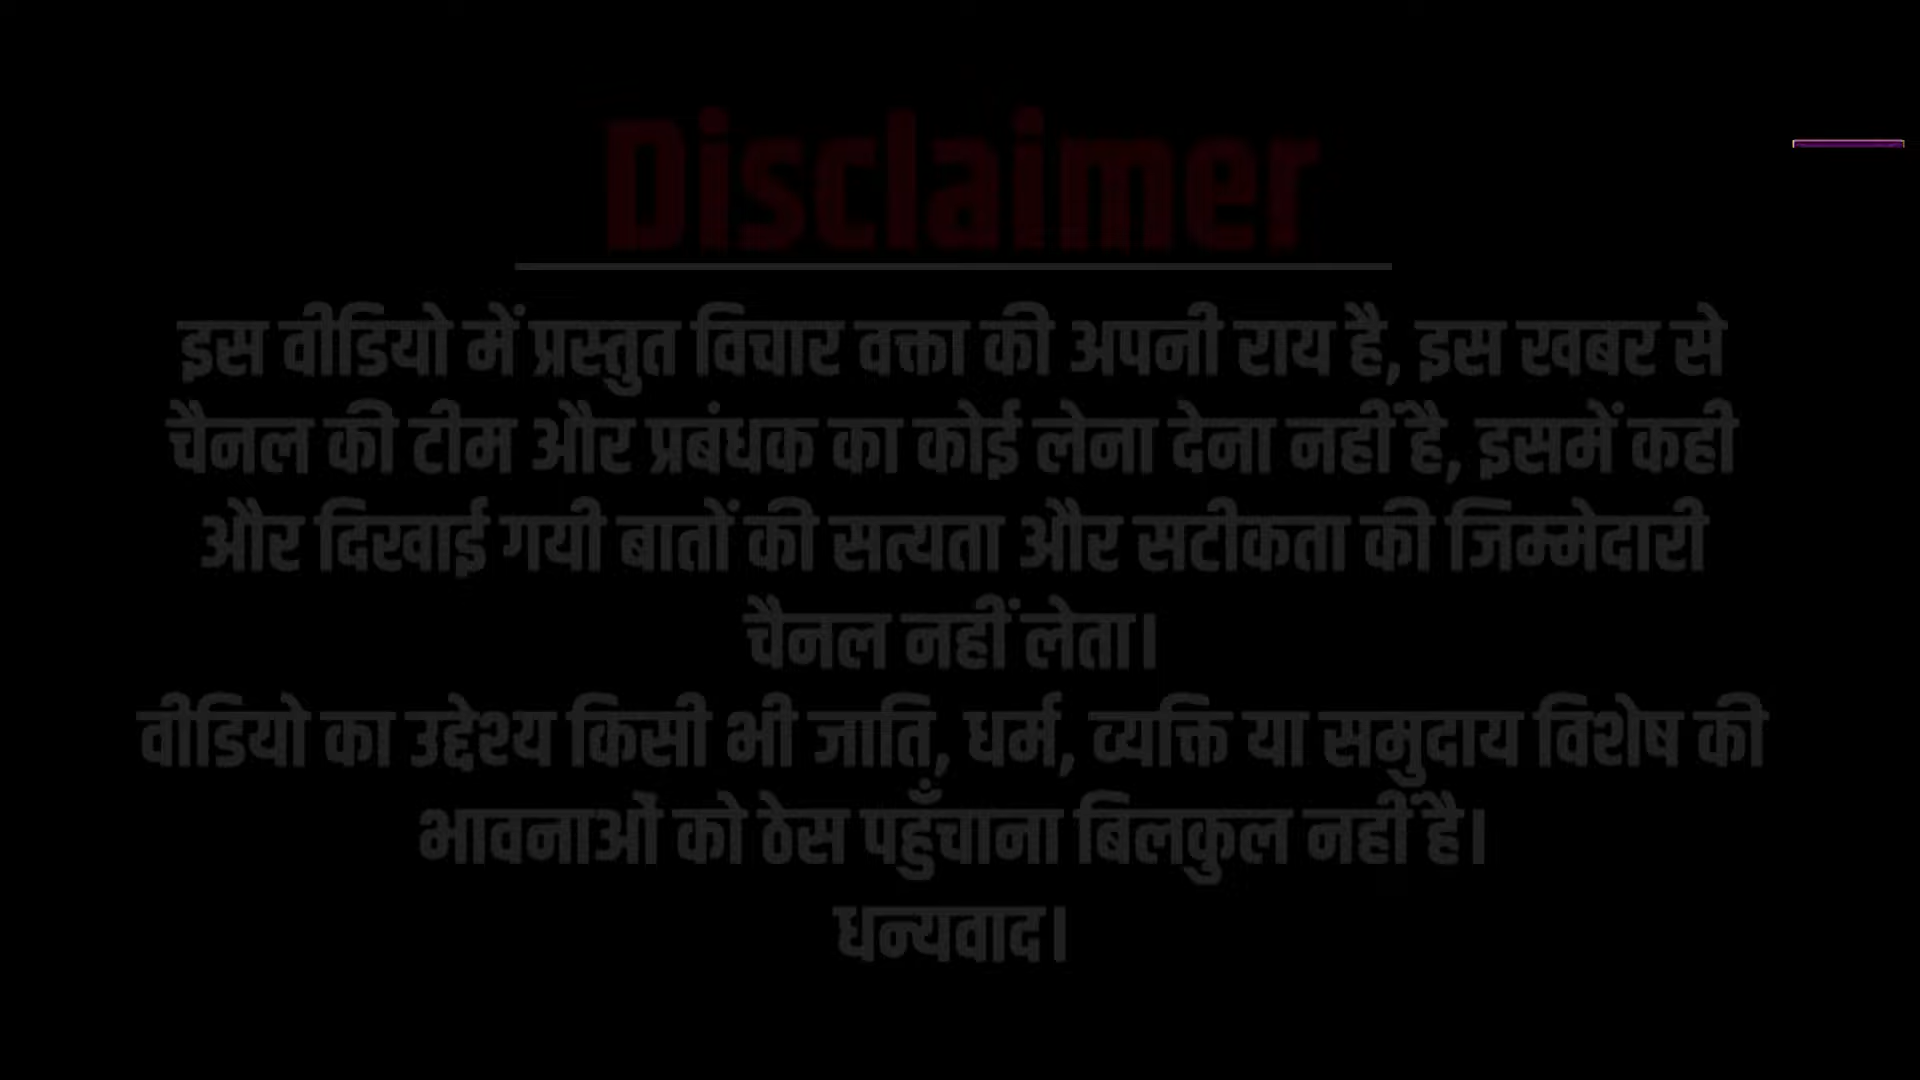 Disclaimer
इस वीडियो में प्रस्तुत विचार वक्ता की अपनी राय है, इस खबर से
चैनल की टीम और प्रबंधक का कोई लेना देना नहीं है, इसमें कही
और दिखाई गयी बातों की सत्यता और सटीकता की जिम्मेदारी
चैनल नहीं लेता।
वीडियो का उद्देश्य किसी भी जाति, धर्म, व्यक्ति या समुदाय विशेष की
भावनाओं को ठेस पहुँचाना बिलकुल नहीं है।
धन्यवाद।